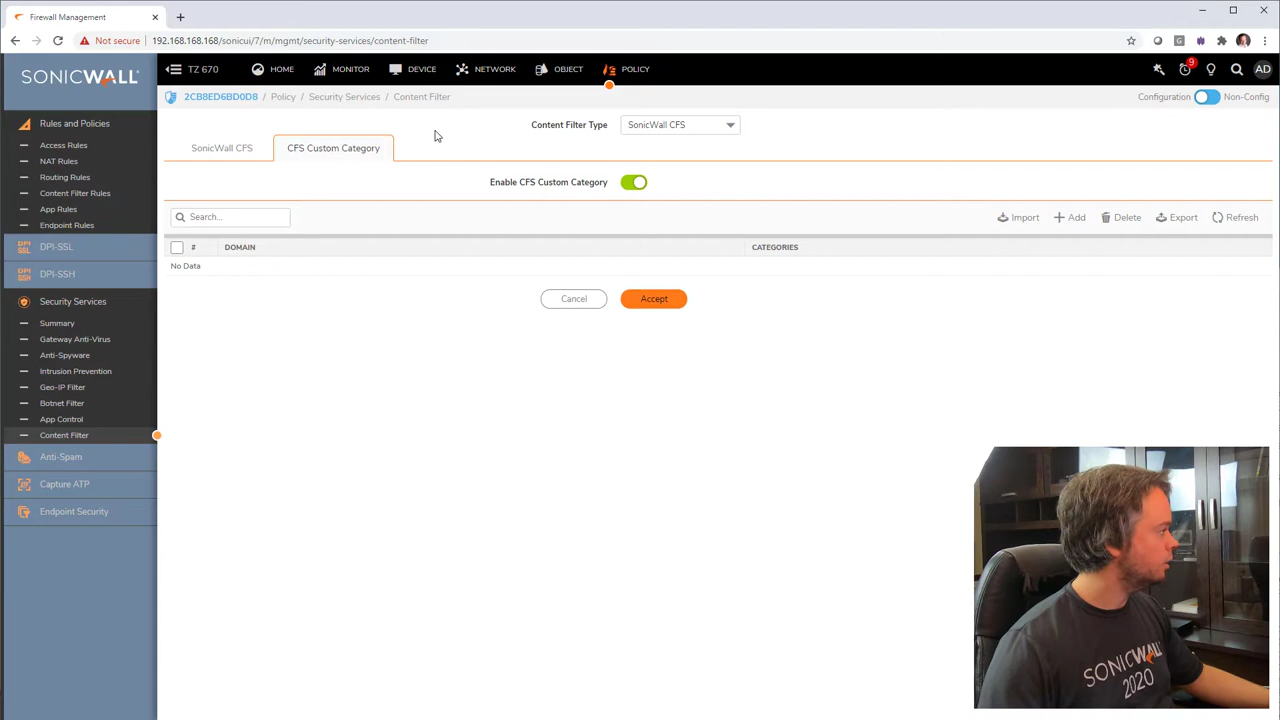 Firewall Management
Not secure 192.168.168.168/sonicui/7/m/mgmt/security-services/content-filter
SONICWALL
TZ 670 HOME MONITOR DEVICE NETWORK OBJECT POLICY 9 AD
2CB8ED6BD0D8 / Policy / Security Services / Content Filter Configuration Non-Config
Content Filter Type SonicWall CFS
SonicWall CFS CFS Custom Category
Enable CFS Custom Category
Search... Import Add Delete Export Refresh
# DOMAIN CATEGORIES
No Data
Cancel Accept
Rules and Policies
Access Rules
NAT Rules
Routing Rules
Content Filter Rules
App Rules
Endpoint Rules
DPI-SSL
DPI-SSH
Security Services
Summary
Gateway Anti-Virus
Anti-Spyware
Intrusion Prevention
Geo-IP Filter
Botnet Filter
App Control
Content Filter
Anti-Spam
Capture ATP
Endpoint Security
SONICWALL
2020